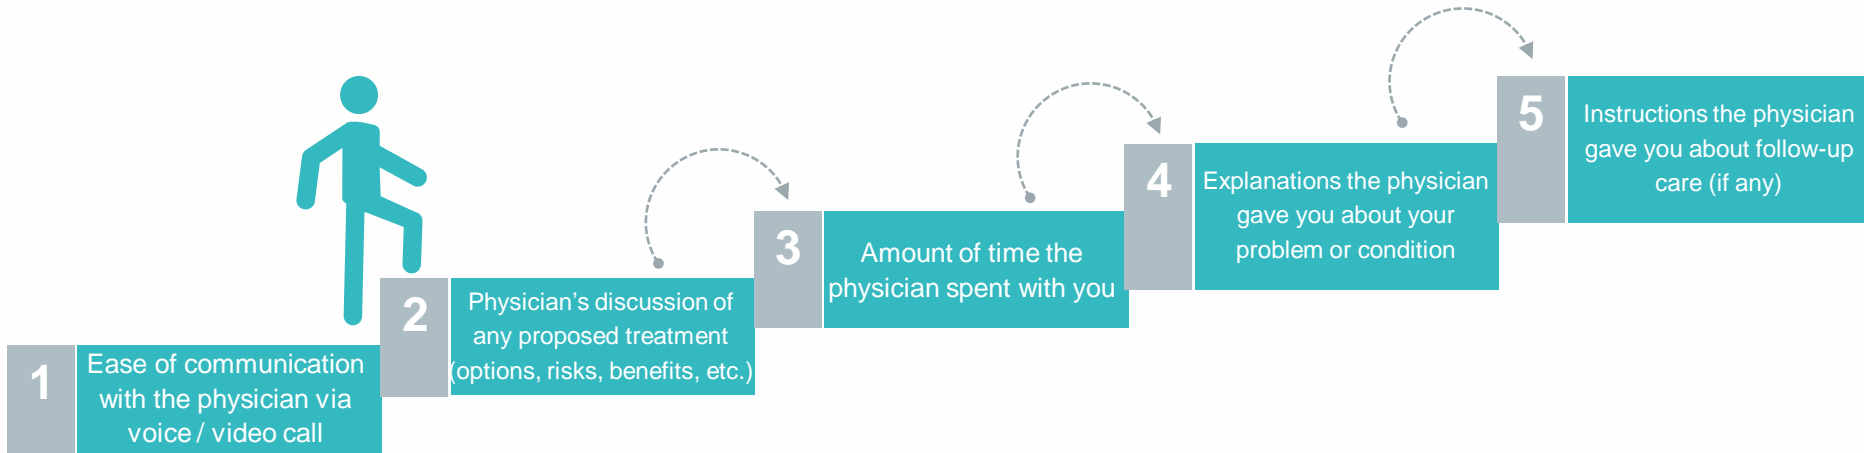 1
Ease of communication
with the physician via
voice / video call
2
Physician's discussion of
any proposed treatment
(options, risks, benefits, etc.)
3
Amount of time the
physician spent with you
4
Explanations the physician
gave you about your
problem or condition
5
Instructions the physician
gave you about follow-up
care (if any)